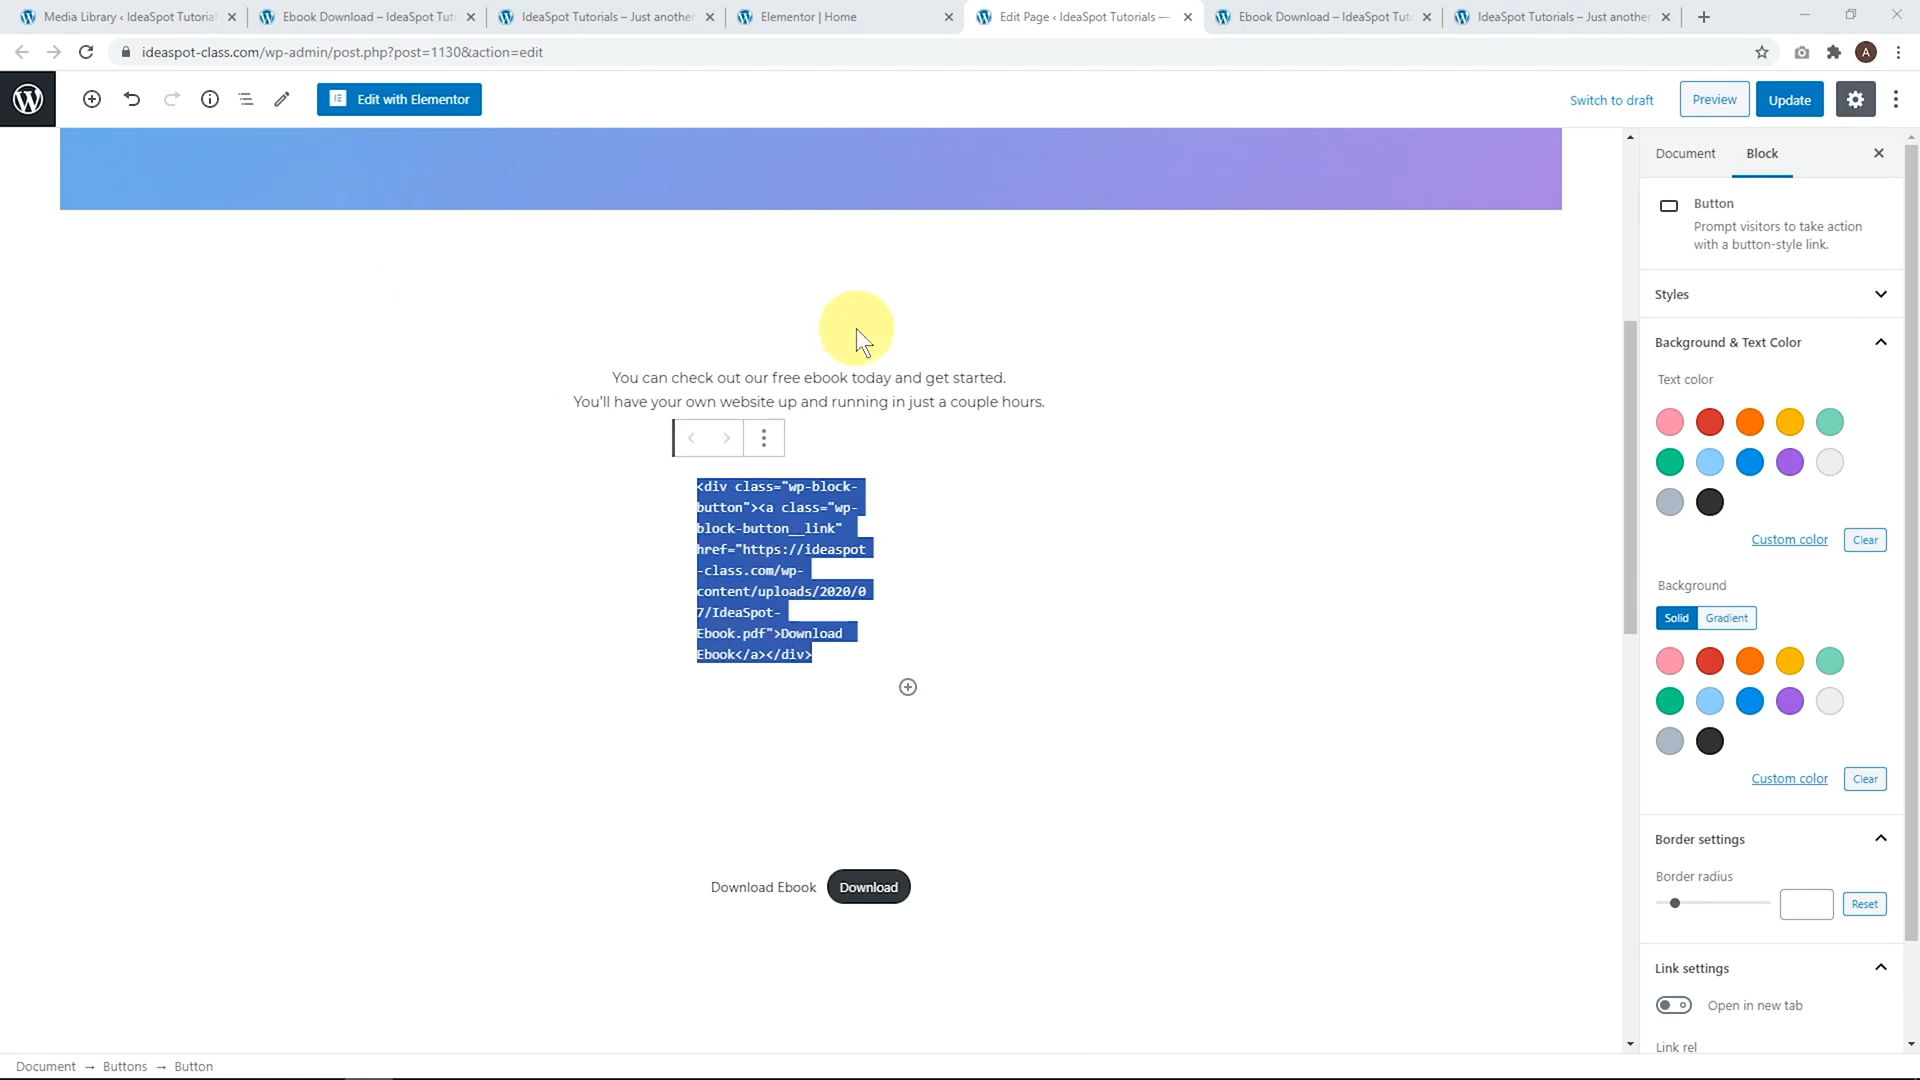 Media Library ‹ IdeaSpot Tutorial
Ebook Download – IdeaSpot Tuto
IdeaSpot Tutorials – Just another
Elementor | Home
Edit Page ‹ IdeaSpot Tutorials —
Ebook Download – IdeaSpot Tuto
IdeaSpot Tutorials – Just another
ideaspot-class.com/wp-admin/post.php?post=1130&action=edit
A
Edit with Elementor
Switch to draft
Preview
Update
Document
Block
Button
Prompt visitors to take action
with a button-style link.
Styles
Background & Text Color
Text color
Custom color
Clear
Background
Solid
Gradient
Custom color
Clear
Border settings
Border radius
Reset
Link settings
Open in new tab
Link rel
You can check out our free ebook today and get started.
You'll have your own website up and running in just a couple hours.
<div class="wp-block-
button"><a class="wp-
block-button__link"
href="https://ideaspot
-class.com/wp-
content/uploads/2020/0
7/IdeaSpot-
Ebook.pdf">Download
Ebook</a></div>
Download Ebook
Download
Document → Buttons → Button